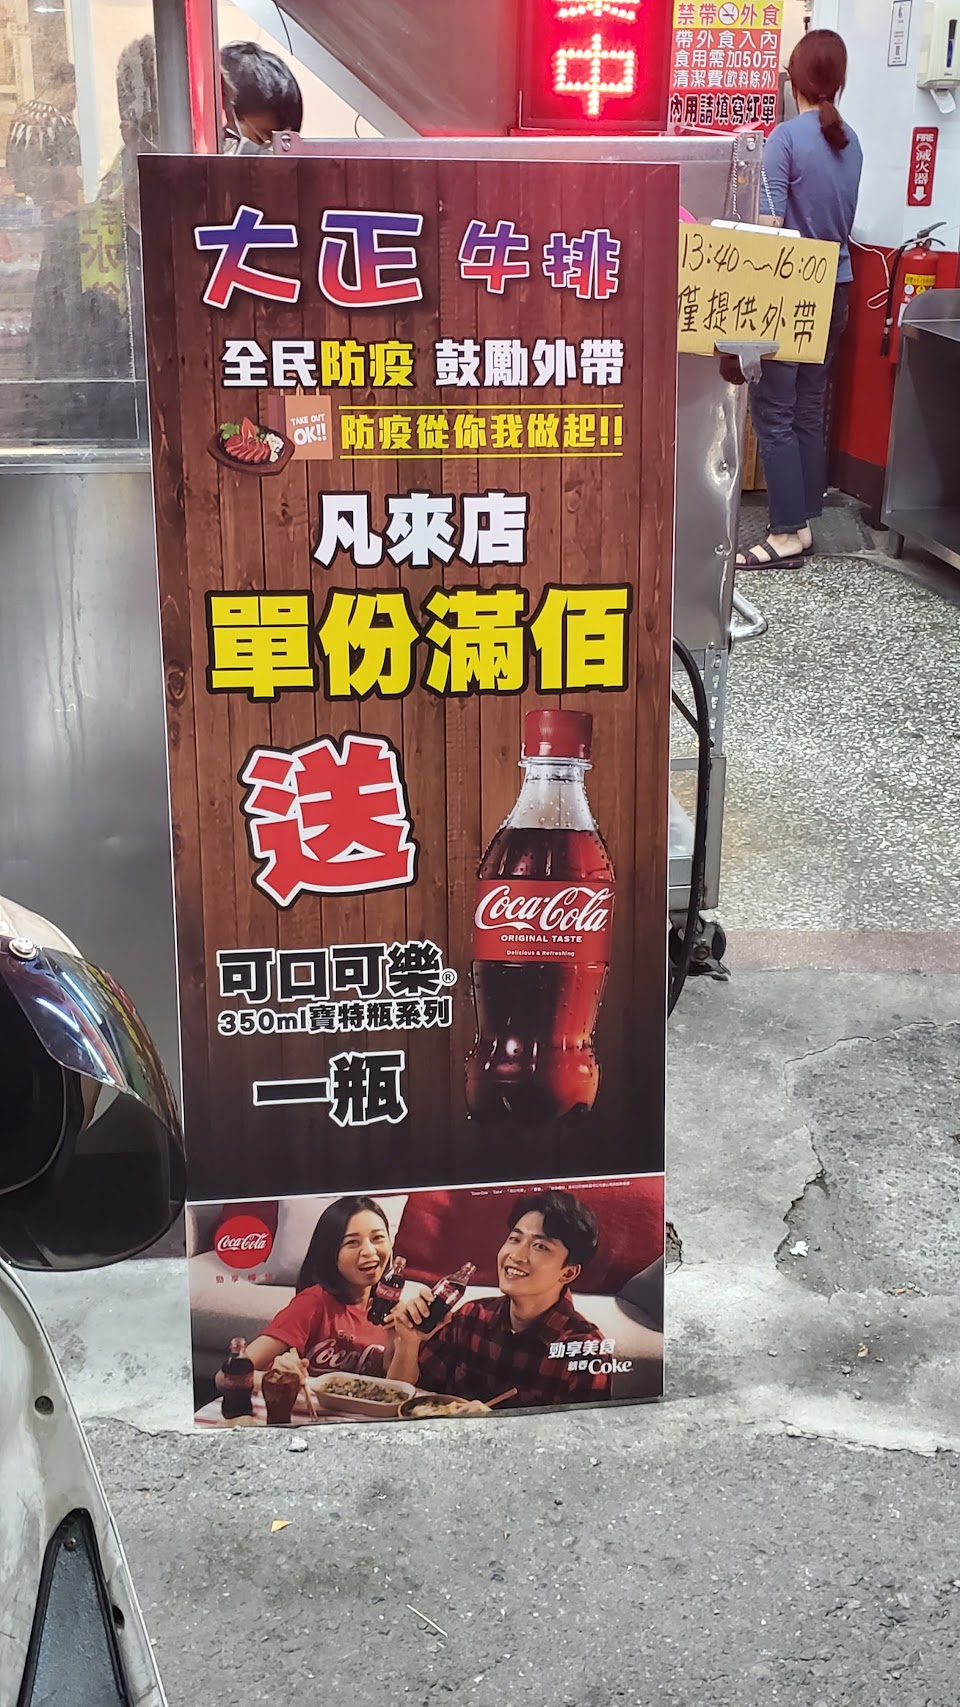 中
禁帶外食
帶外食入內
食用需加50元
清潔費(飲料除外)
內用請填寫紅單
FIRE
滅火器
13:40~16:00
僅提供外帶
大正 牛排
全民防疫 鼓勵外帶
TAKE OUT
OK!!
防疫從你我做起!!
凡來店
單份滿佰
送
Coca-Cola
ORIGINAL TASTE
Delicious & Refreshing
可口可樂®
350ml寶特瓶系列
一瓶
Coca-Cola
勁享美食
就要Coke